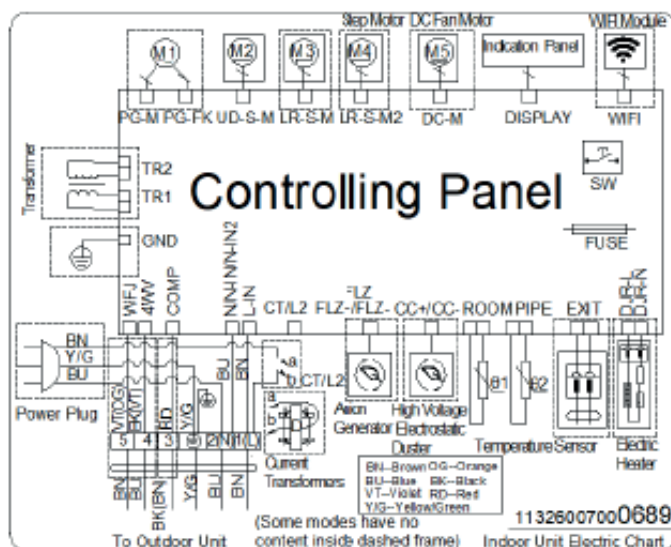 Step Motor DC Fan Motor WIFI Module
M1 M2 M3 M4 M5 Indication Panel
PG-M PG-FK UD-S-M LR-S-M LR-S-M2 DC-M DISPLAY WIFI
Transformer
TR2
TR1
Controlling Panel
SW
FUSE
GND
WFJ
4WV
COMP
N/N-IN2
L-IN
CT/L2
FLZ
FLZ-/FLZ-
CC+/CC-
ROOM
PIPE
EXIT
DJR-L
DJR-N
BN
Y/G
BU
Power Plug
VT(OG)
BK(VT)
RD
Y/G
BU
BN
a
b CT/L2
a
b
θ1
θ2
5 4 3 2(N) 1(L)
Anion
Generator
High Voltage
Electrostatic
Duster
Temperature Sensor
Electric
Heater
Current
Transformers
BN--Brown OG--Orange
BU--Blue BK--Black
VT--Violet RD--Red
Y/G--Yellow/Green
BN
BU
BK(BN)
Y/G
BU
BN
To Outdoor Unit
(Some modes have no
content inside dashed frame)
11326007000689
Indoor Unit Electric Chart